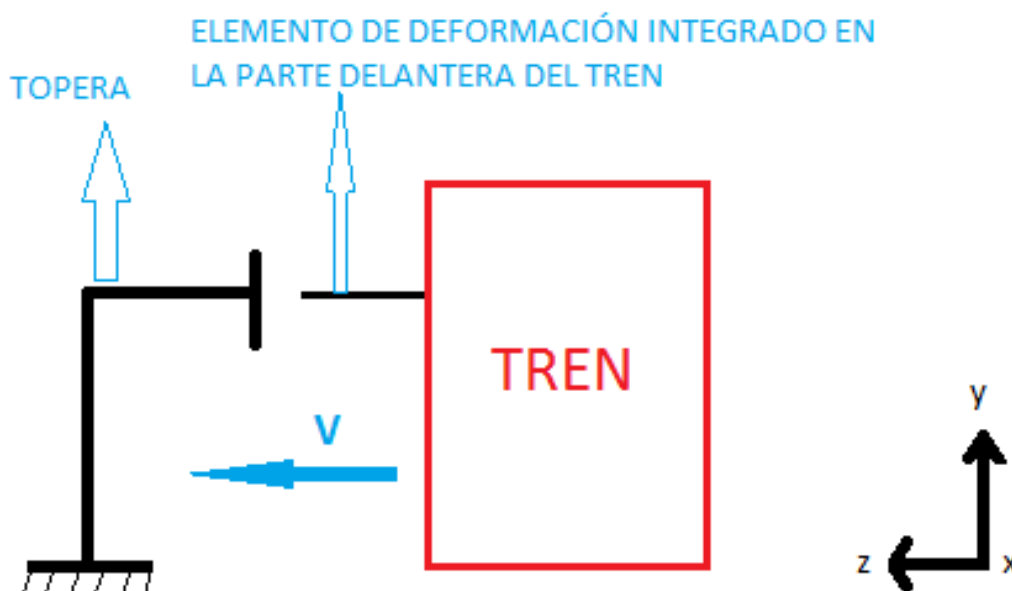 ELEMENTO DE DEFORMACIÓN INTEGRADO EN
LA PARTE DELANTERA DEL TREN
TOPERA
TREN
V
y
z
x